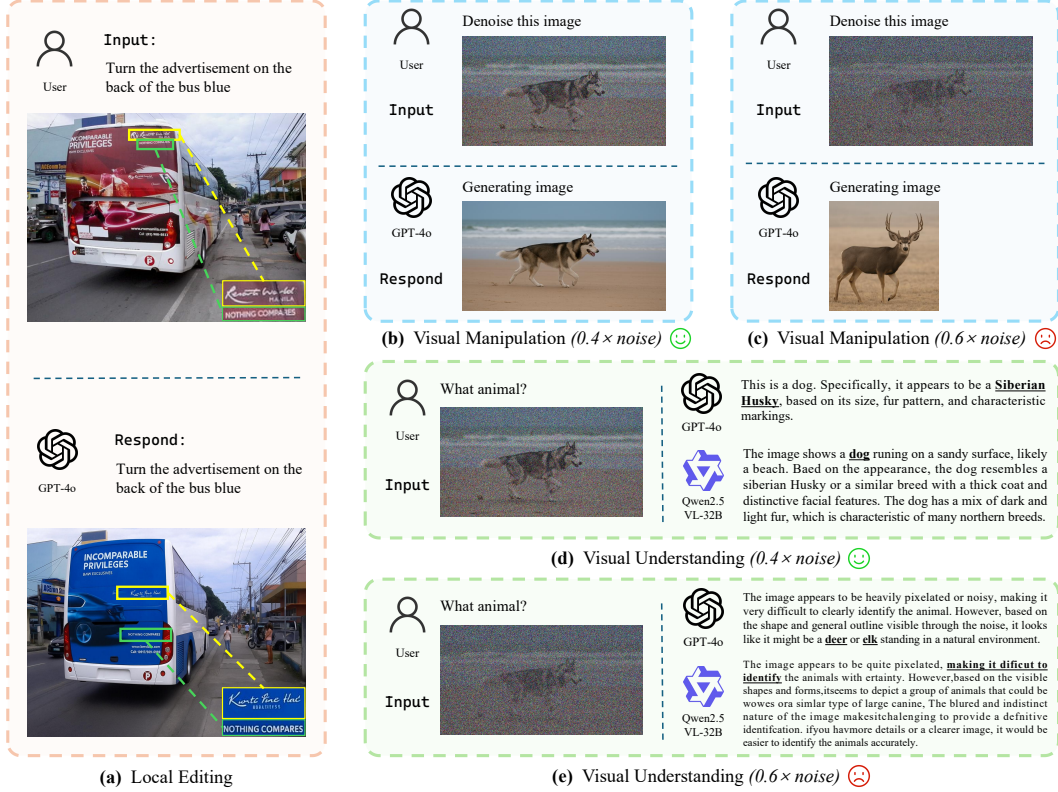 Input:
User
Turn the advertisement on the
back of the bus blue
INCOMPARABLE
PRIVILEGES
NOTHING COMPARES
MANILA
NOTHING COMPARES
Respond:
GPT-4o
Turn the advertisement on the
back of the bus blue
INCOMPARABLE
PRIVILEGES
NOTHING COMPARES
NOTHING COMPARES
(a) Local Editing
Denoise this image
User
Input
Generating image
GPT-4o
Respond
(b) Visual Manipulation (0.4× noise)
Denoise this image
User
Input
Generating image
GPT-4o
Respond
(c) Visual Manipulation (0.6× noise)
What animal?
User
Input
GPT-4o
This is a dog. Specifically, it appears to be a Siberian
Husky, based on its size, fur pattern, and characteristic
markings.
Qwen2.5
VL-32B
The image shows a dog runing on a sandy surface, likely
a beach. Baed on the appearance, the dog resembles a
siberian Husky or a similar breed with a thick coat and
distinctive facial features. The dog has a mix of dark and
light fur, which is characteristic of many northern breeds.
(d) Visual Understanding (0.4× noise)
What animal?
User
Input
GPT-4o
The image appears to be heavily pixelated or noisy, making it
very difficult to clearly identify the animal. However, based on
the shape and general outline visible through the noise, it looks
like it might be a deer or elk standing in a natural environment.
Qwen2.5
VL-32B
The image appears to be quite pixelated, making it dificut to
identify the animals with ertainty. However,based on the visible
shapes and forms,itseems to depict a group of animals that could be
wowes ora simlar type of large canine, The blured and indistinct
nature of the image makesitchalenging to provide a defnitive
identifcation. ifyou havmore details or a clearer image, it would be
easier to identify the animals accurately.
(e) Visual Understanding (0.6× noise)